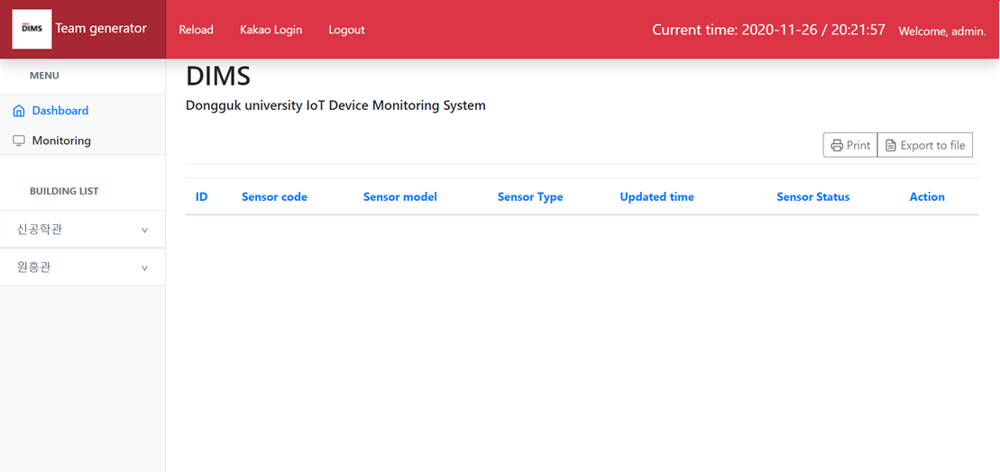 DIMS Team generator Reload Kakao Login Logout Current time: 2020-11-26 / 20:21:57 Welcome, admin.
MENU
Dashboard
Monitoring
BUILDING LIST
신공학관
원흥관
DIMS
Dongguk university IoT Device Monitoring System
Print Export to file
ID Sensor code Sensor model Sensor Type Updated time Sensor Status Action